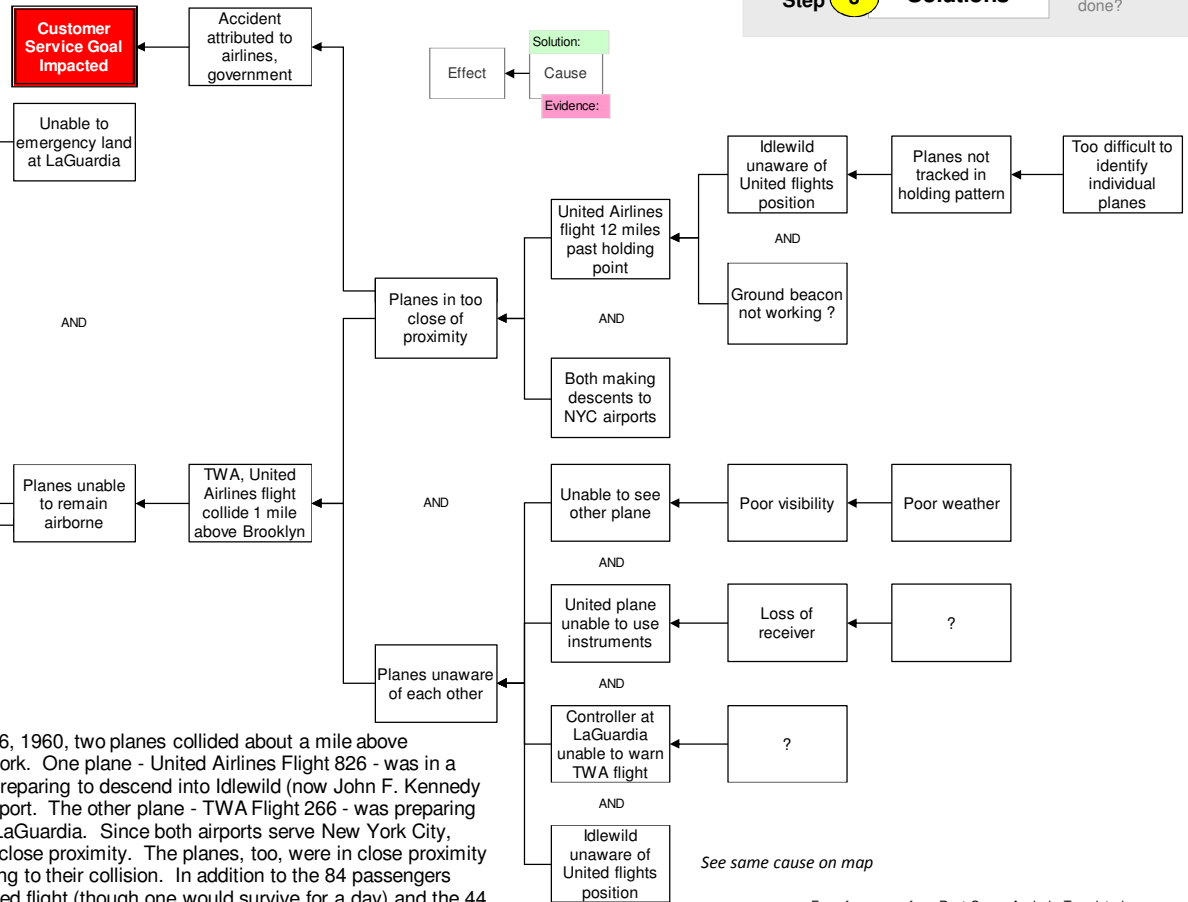 Step 3 Solutions
done?
Customer
Service Goal
Impacted
Accident
attributed to
airlines,
government
Effect
Solution:
Cause
Evidence:
Unable to
emergency land
at LaGuardia
AND
Planes in too
close of
proximity
United Airlines
flight 12 miles
past holding
point
AND
Both making
descents to
NYC airports
Idlewild
unaware of
United flights
position
AND
Ground beacon
not working ?
Planes not
tracked in
holding pattern
Too difficult to
identify
individual
planes
Planes unable
to remain
airborne
TWA, United
Airlines flight
collide 1 mile
above Brooklyn
AND
Planes unaware
of each other
Unable to see
other plane
Poor visibility
Poor weather
AND
United plane
unable to use
instruments
Loss of
receiver
?
AND
Controller at
LaGuardia
unable to warn
TWA flight
?
AND
Idlewild
unaware of
United flights
position
See same cause on map
6, 1960, two planes collided about a mile above
ork. One plane - United Airlines Flight 826 - was in a
reparing to descend into Idlewild (now John F. Kennedy
port. The other plane - TWA Flight 266 - was preparing
LaGuardia. Since both airports serve New York City,
close proximity. The planes, too, were in close proximity
ng to their collision. In addition to the 84 passengers
ed flight (though one would survive for a day) and the 44